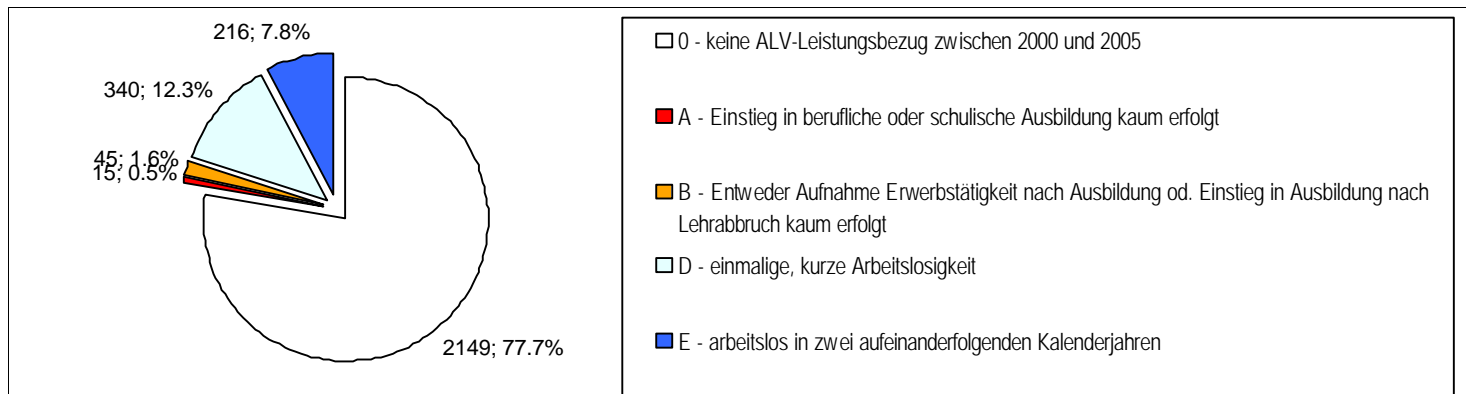 216; 7.8%
340; 12.3%
45; 1.6%
15; 0.5%
2149; 77.7%
0 - keine ALV-Leistungsbezug zwischen 2000 und 2005
A - Einstieg in berufliche oder schulische Ausbildung kaum erfolgt
B - Entweder Aufnahme Erwerbstätigkeit nach Ausbildung od. Einstieg in Ausbildung nach
Lehrabbruch kaum erfolgt
D - einmalige, kurze Arbeitslosigkeit
E - arbeitslos in zwei aufeinanderfolgenden Kalenderjahren